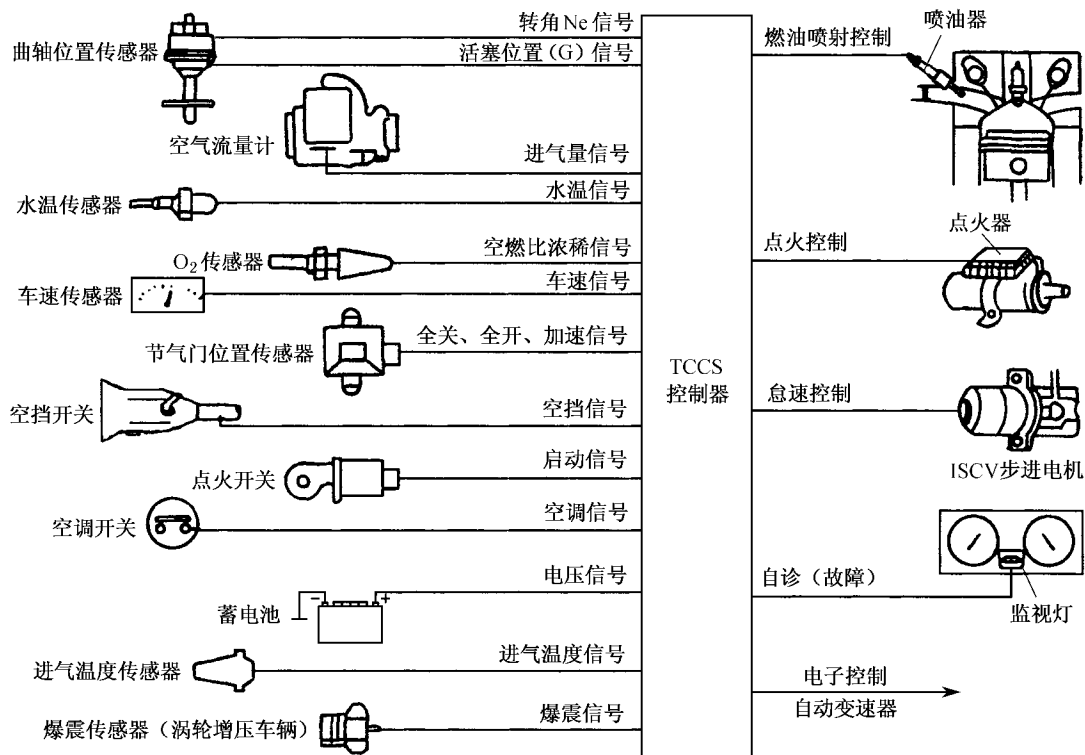 转角Ne信号
曲轴位置传感器
活塞位置(G)信号
空气流量计
进气量信号
水温信号
水温传感器
空燃比浓稀信号
O₂传感器
车速信号
车速传感器
全关、全开、加速信号
节气门位置传感器
空挡信号
空挡开关
启动信号
点火开关
空调信号
空调开关
电压信号
− +
蓄电池
进气温度信号
进气温度传感器
爆震信号
爆震传感器（涡轮增压车辆）
TCCS
控制器
喷油器
燃油喷射控制
点火器
点火控制
怠速控制
ISCV步进电机
自诊（故障）
监视灯
电子控制
自动变速器